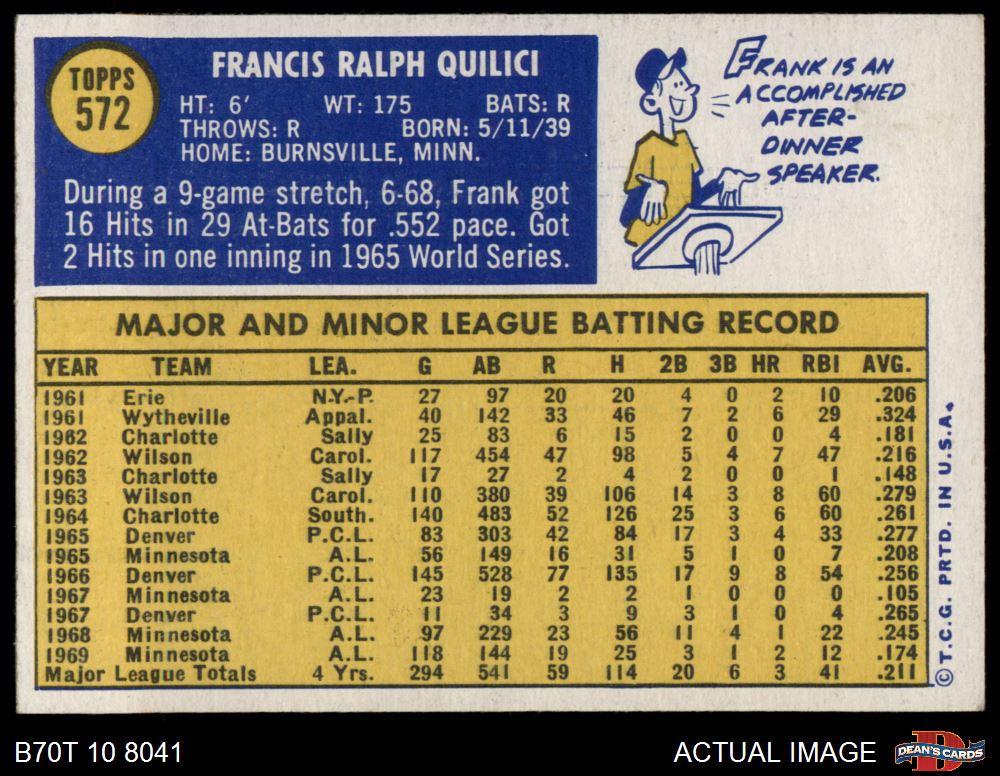 TOPPS
572
FRANCIS RALPH QUILICI
HT: 6' WT: 175 BATS: R
THROWS: R BORN: 5/11/39
HOME: BURNSVILLE, MINN.
During a 9-game stretch, 6-68, Frank got
16 Hits in 29 At-Bats for .552 pace. Got
2 Hits in one inning in 1965 World Series.
FRANK IS AN
ACCOMPLISHED
AFTER-
DINNER
SPEAKER.
MAJOR AND MINOR LEAGUE BATTING RECORD
YEAR TEAM LEA. G AB R H 2B 3B HR RBI AVG.
1961 Erie N.Y.-P. 27 97 20 20 4 0 2 10 .206
1961 Wytheville Appal. 40 142 33 46 7 2 6 29 .324
1962 Charlotte Sally 25 83 6 15 2 0 0 4 .181
1962 Wilson Carol. 117 454 47 98 5 4 7 47 .216
1963 Charlotte Sally 17 27 2 4 2 0 0 1 .148
1963 Wilson Carol. 110 380 39 106 14 3 8 60 .279
1964 Charlotte South. 140 483 52 126 25 3 6 60 .261
1965 Denver P.C.L. 83 303 42 84 17 3 4 33 .277
1965 Minnesota A.L. 56 149 16 31 5 1 0 7 .208
1966 Denver P.C.L. 145 528 77 135 17 9 8 54 .256
1967 Minnesota A.L. 23 19 2 2 1 0 0 0 .105
1967 Denver P.C.L. 11 34 3 9 3 1 0 4 .265
1968 Minnesota A.L. 97 229 23 56 11 4 1 22 .245
1969 Minnesota A.L. 118 144 19 25 3 1 2 12 .174
Major League Totals 4 Yrs. 294 541 59 114 20 6 3 41 .211
©T.C.G. PRTD. IN U.S.A.
B70T 10 8041 ACTUAL IMAGE DEAN'S CARDS